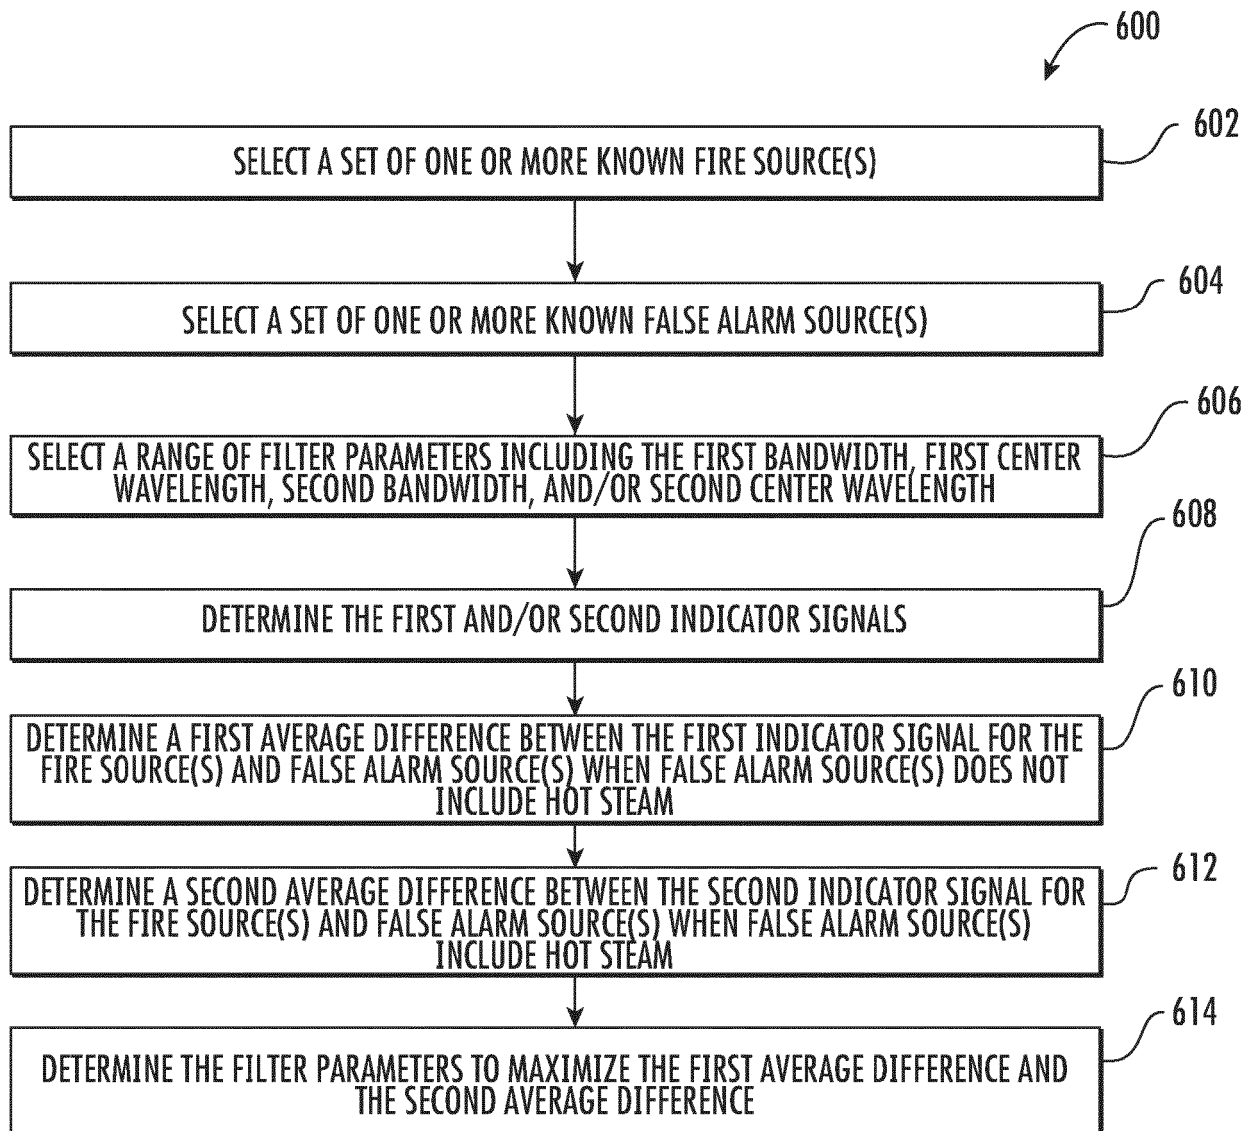 600
602
SELECT A SET OF ONE OR MORE KNOWN FIRE SOURCE(S)
604
SELECT A SET OF ONE OR MORE KNOWN FALSE ALARM SOURCE(S)
606
SELECT A RANGE OF FILTER PARAMETERS INCLUDING THE FIRST BANDWIDTH, FIRST CENTER
WAVELENGTH, SECOND BANDWIDTH, AND/OR SECOND CENTER WAVELENGTH
608
DETERMINE THE FIRST AND/OR SECOND INDICATOR SIGNALS
610
DETERMINE A FIRST AVERAGE DIFFERENCE BETWEEN THE FIRST INDICATOR SIGNAL FOR THE
FIRE SOURCE(S) AND FALSE ALARM SOURCE(S) WHEN FALSE ALARM SOURCE(S) DOES NOT
INCLUDE HOT STEAM
612
DETERMINE A SECOND AVERAGE DIFFERENCE BETWEEN THE SECOND INDICATOR SIGNAL FOR
THE FIRE SOURCE(S) AND FALSE ALARM SOURCE(S) WHEN FALSE ALARM SOURCE(S)
INCLUDE HOT STEAM
614
DETERMINE THE FILTER PARAMETERS TO MAXIMIZE THE FIRST AVERAGE DIFFERENCE AND
THE SECOND AVERAGE DIFFERENCE